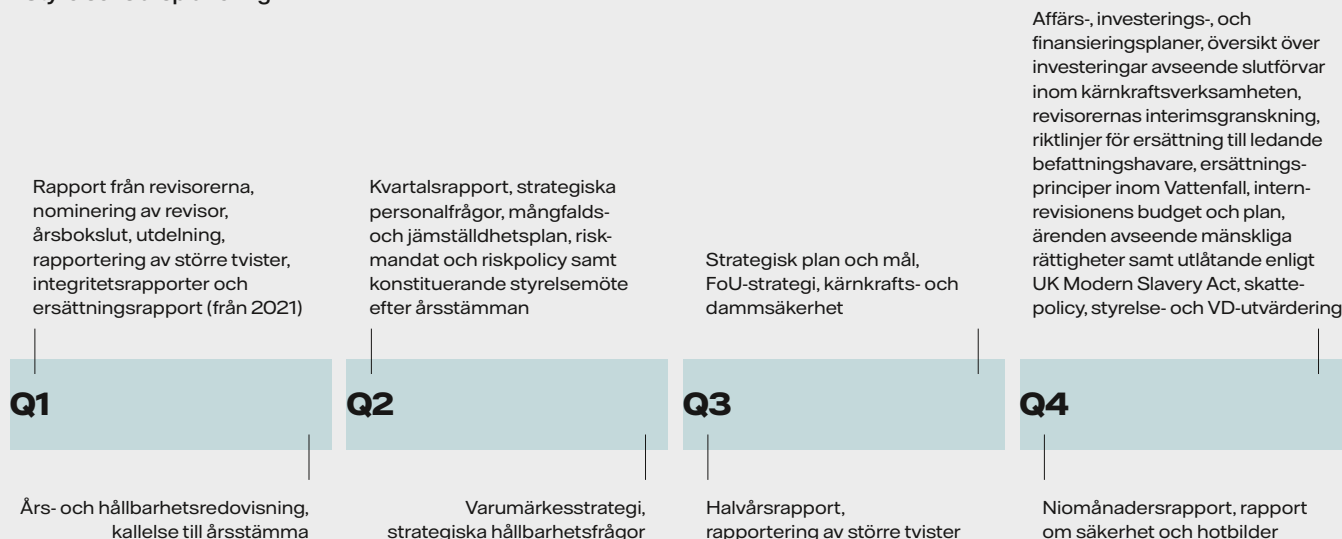 Affärs-, investerings-, och
finansieringsplaner, översikt över
investeringar avseende slutförvar
inom kärnkraftsverksamheten,
revisorernas interimsgranskning,
riktlinjer för ersättning till ledande
befattningshavare, ersättnings-
principer inom Vattenfall, intern-
revisionens budget och plan,
ärenden avseende mänskliga
rättigheter samt utlåtande enligt
UK Modern Slavery Act, skatte-
policy, styrelse- och VD-utvärdering
Rapport från revisorerna,
nominering av revisor,
årsbokslut, utdelning,
rapportering av större tvister,
integritetsrapporter och
ersättningsrapport (från 2021)
Kvartalsrapport, strategiska
personalfrågor, mångfalds-
och jämställdhetsplan, risk-
mandat och riskpolicy samt
konstituerande styrelsemöte
efter årsstämman
Strategisk plan och mål,
FoU-strategi, kärnkrafts- och
dammsäkerhet
Q1
Q2
Q3
Q4
Års- och hållbarhetsredovisning,
kallelse till årsstämma
Varumärkesstrategi,
strategiska hållbarhetsfrågor
Halvårsrapport,
rapportering av större tvister
Niomånadersrapport, rapport
om säkerhet och hotbilder